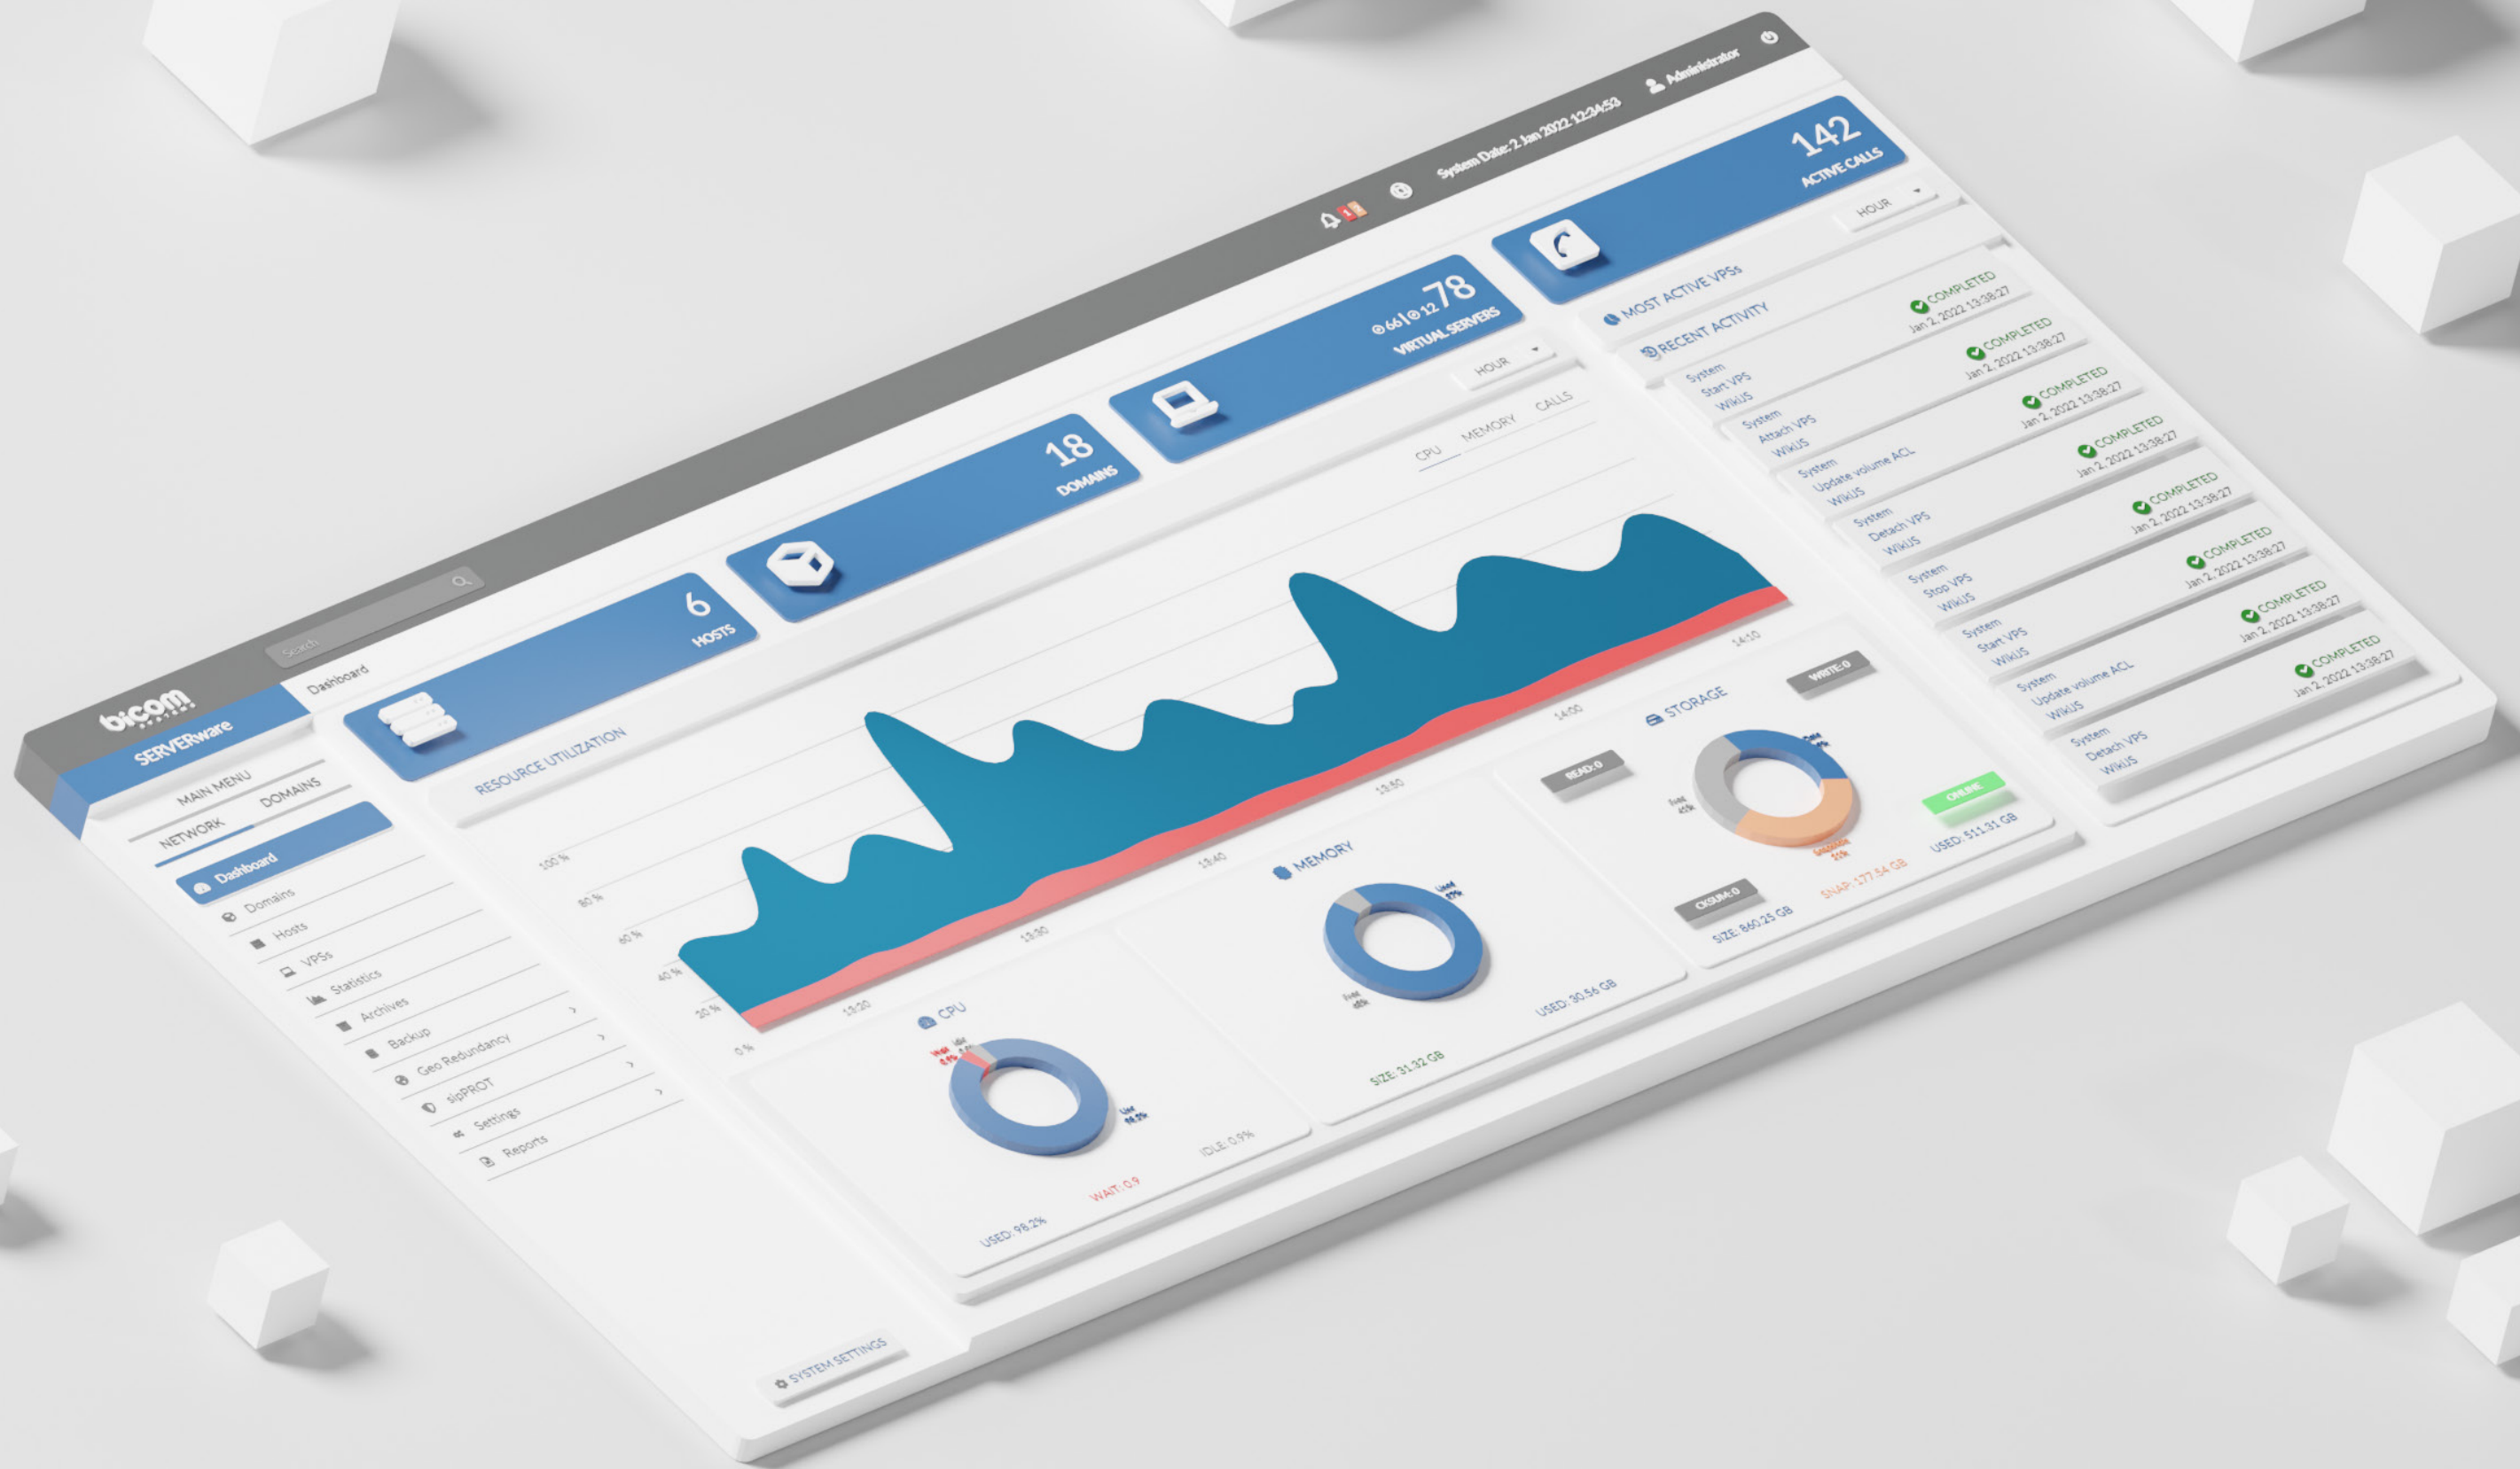 bicom
SYSTEMS
Search
System Date: 2 Jan 2022 12:34:53
Administrator
SERVERware
Dashboard
MAIN MENU
NETWORK
DOMAINS
Dashboard
Domains
Hosts
VPSs
Statistics
Archives
Backup
Geo Redundancy
sipPROT
Settings
Reports
SYSTEM SETTINGS
6
HOSTS
18
DOMAINS
66 | 12 78
VIRTUAL SERVERS
142
ACTIVE CALLS
RESOURCE UTILIZATION
HOUR
CPU
MEMORY
CALLS
100 %
80 %
60 %
40 %
20 %
0 %
13:20
13:30
13:40
13:50
14:00
14:10
CPU
USED: 98.2%
WAIT: 0.9
IDLE: 0.9%
MEMORY
SIZE: 31.32 GB
USED: 30.56 GB
STORAGE
READ: 0
WRITE: 0
CKSUM: 0
ONLINE
SIZE: 860.25 GB
SNAP: 177.54 GB
USED: 511.31 GB
MOST ACTIVE VPSs
HOUR
RECENT ACTIVITY
System
Start VPS
WikUS
COMPLETED
Jan 2, 2022 13:38:27
System
Attach VPS
WikUS
COMPLETED
Jan 2, 2022 13:38:27
System
Update volume ACL
WikUS
COMPLETED
Jan 2, 2022 13:38:27
System
Detach VPS
WikUS
COMPLETED
Jan 2, 2022 13:38:27
System
Stop VPS
WikUS
COMPLETED
Jan 2, 2022 13:38:27
System
Start VPS
WikUS
COMPLETED
Jan 2, 2022 13:38:27
System
Update volume ACL
WikUS
COMPLETED
Jan 2, 2022 13:38:27
System
Detach VPS
WikUS
COMPLETED
Jan 2, 2022 13:38:27